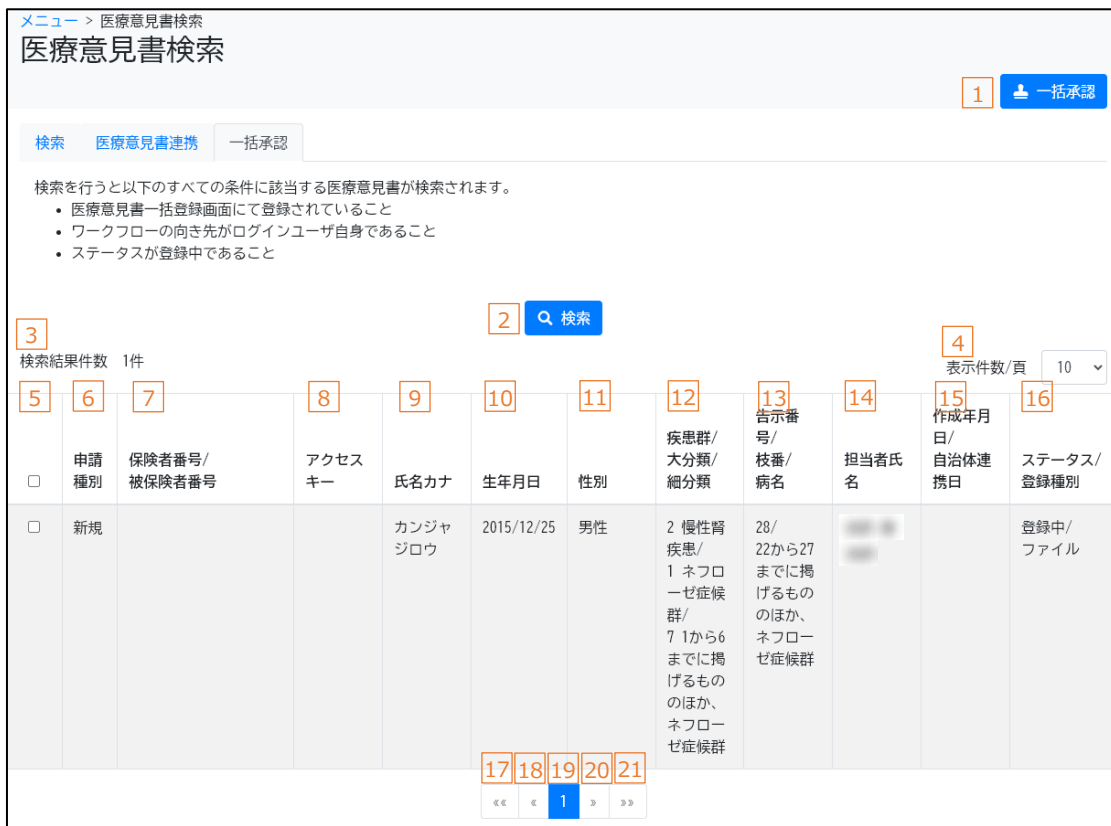 メニュー > 医療意見書検索
医療意見書検索
1 一括承認
検索 医療意見書連携 一括承認
検索を行うと以下のすべての条件に該当する医療意見書が検索されます。
• 医療意見書一括登録画面にて登録されていること
• ワークフローの向き先がログインユーザ自身であること
• ステータスが登録中であること
2 検索
3
検索結果件数 1件
4
表示件数/頁 10
5 6 7 8 9 10 11 12 13 14 15 16
申請
種別
保険者番号/
被保険者番号
アクセス
キー
氏名カナ
生年月日
性別
疾患群/
大分類/
細分類
告示番
号/
枝番/
病名
担当者氏
名
作成年月
日/
自治体連
携日
ステータス/
登録種別
新規
カンジャ
ジロウ
2015/12/25
男性
2 慢性腎
疾患/
1 ネフロ
ーゼ症候
群/
7 1から6
までに掲
げるもの
のほか、
ネフロー
ゼ症候群
28/
22から27
までに掲
げるもの
のほか、
ネフロー
ゼ症候群
登録中/
ファイル
17 18 19 20 21
«« « 1 » »»